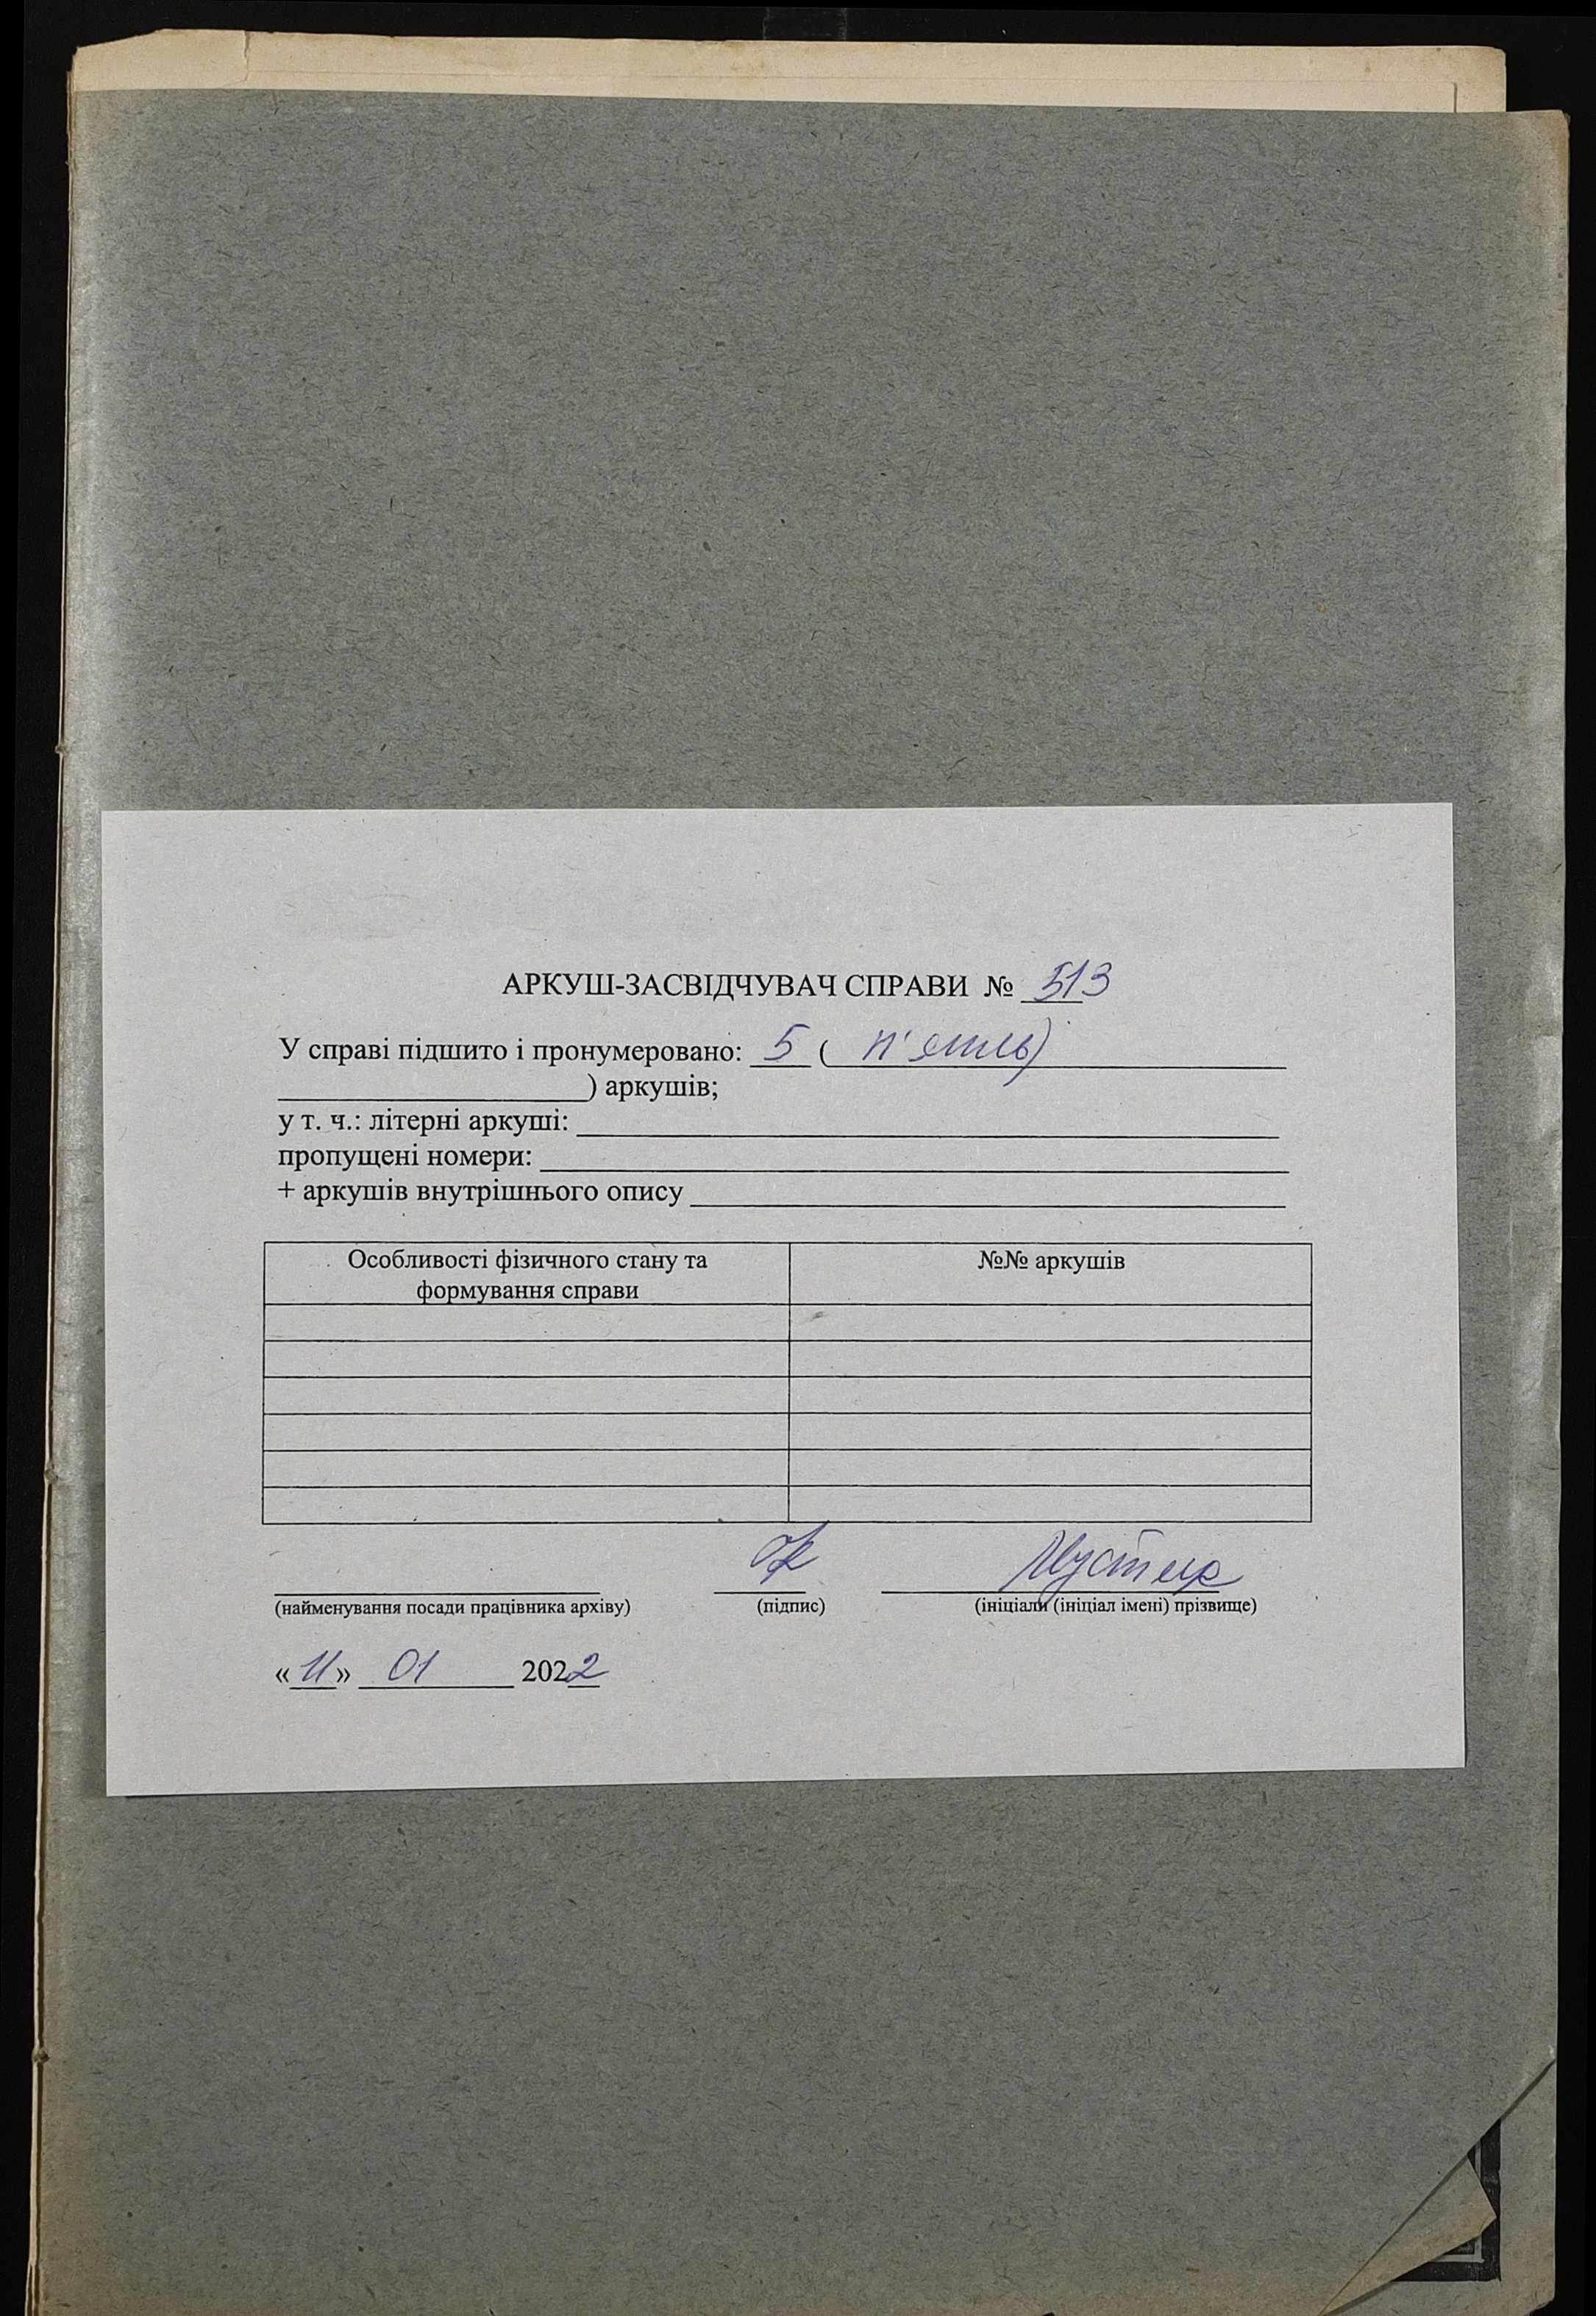 АРКУШ-ЗАСВІДЧУВАЧ СПРАВИ № 513
У справі підшито і пронумеровано: 5 ( п'ять)
) аркушів;
у т. ч.: літерні аркуші:
пропущені номери:
+ аркушів внутрішнього опису
Особливості фізичного стану та формування справи №№ аркушів
(найменування посади працівника архіву) (підпис) (ініціали (ініціал імені) прізвище)
«11» 01 2022